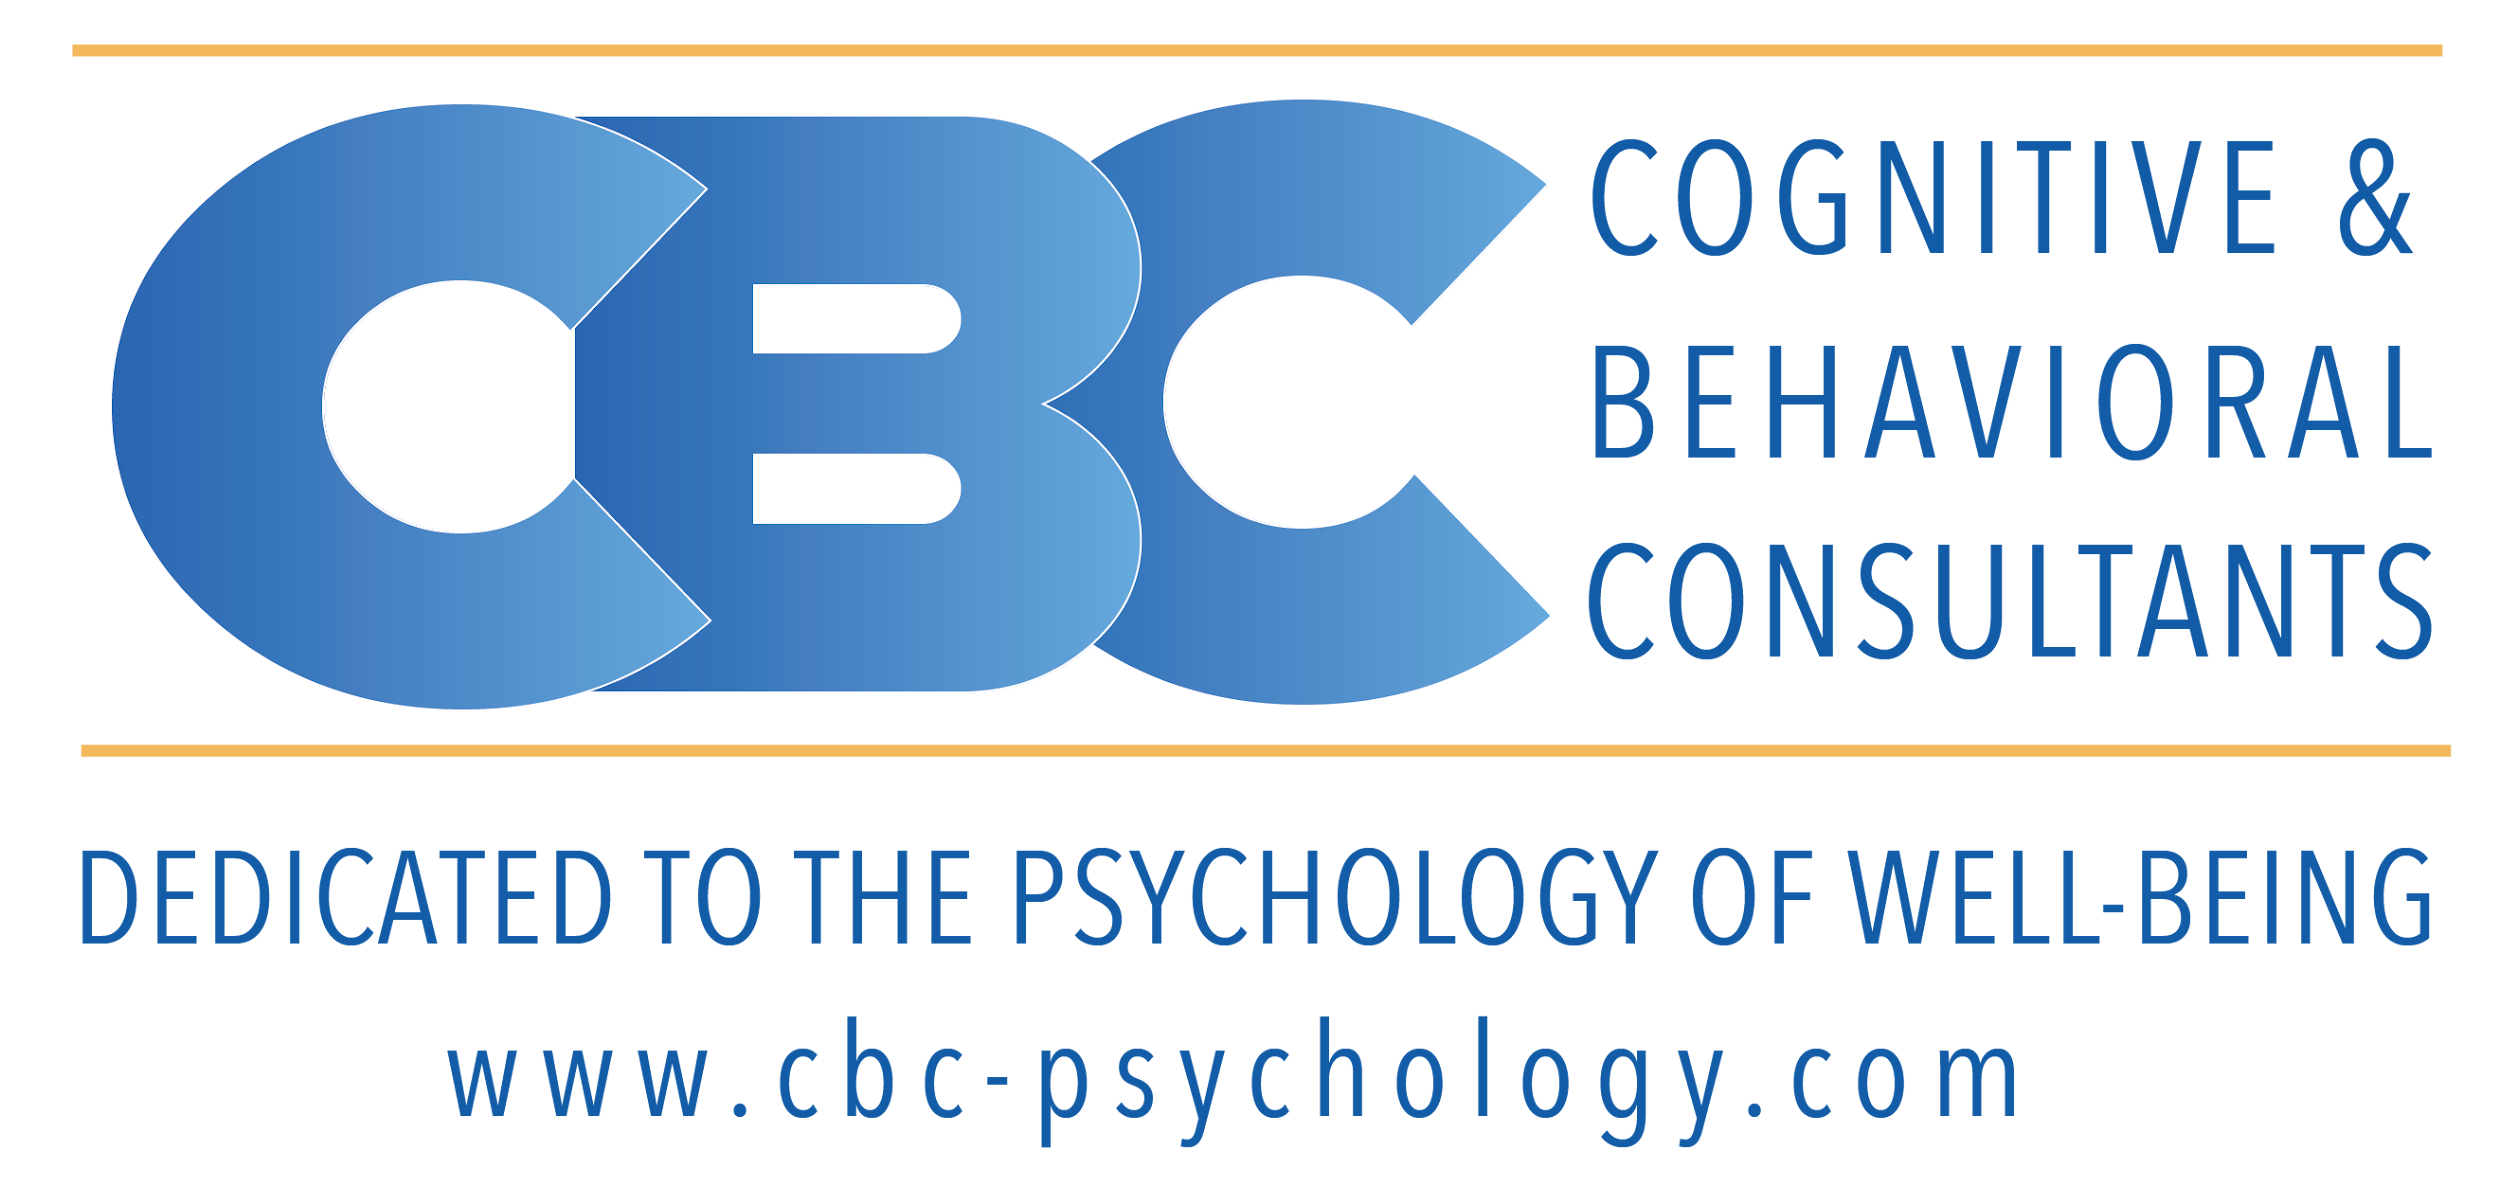 CBC
COGNITIVE &
BEHAVIORAL
CONSULTANTS
DEDICATED TO THE PSYCHOLOGY OF WELL-BEING
www.cbc-psychology.com